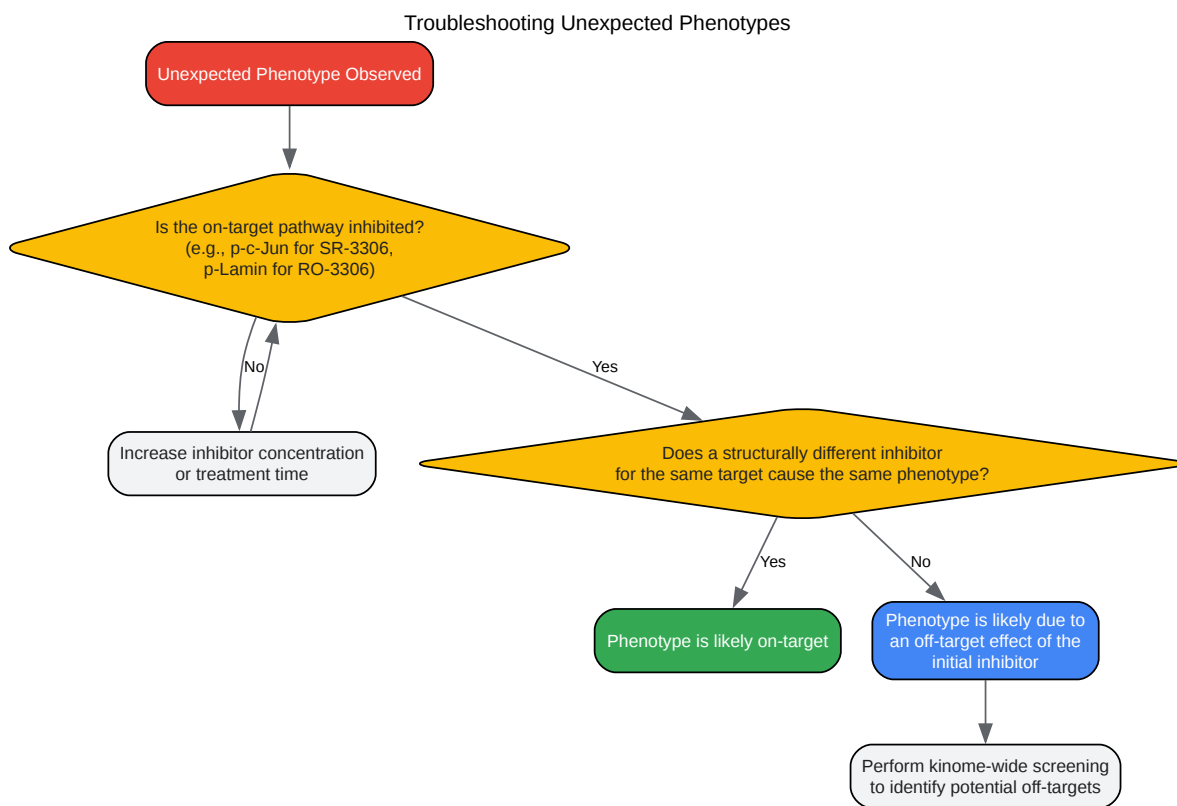 Troubleshooting Unexpected Phenotypes
Unexpected Phenotype Observed
Is the on-target pathway inhibited?
(e.g., p-c-Jun for SR-3306,
p-Lamin for RO-3306)
No
Yes
Increase inhibitor concentration
or treatment time
Does a structurally different inhibitor
for the same target cause the same phenotype?
Yes
No
Phenotype is likely on-target
Phenotype is likely due to
an off-target effect of the
initial inhibitor
Perform kinome-wide screening
to identify potential off-targets